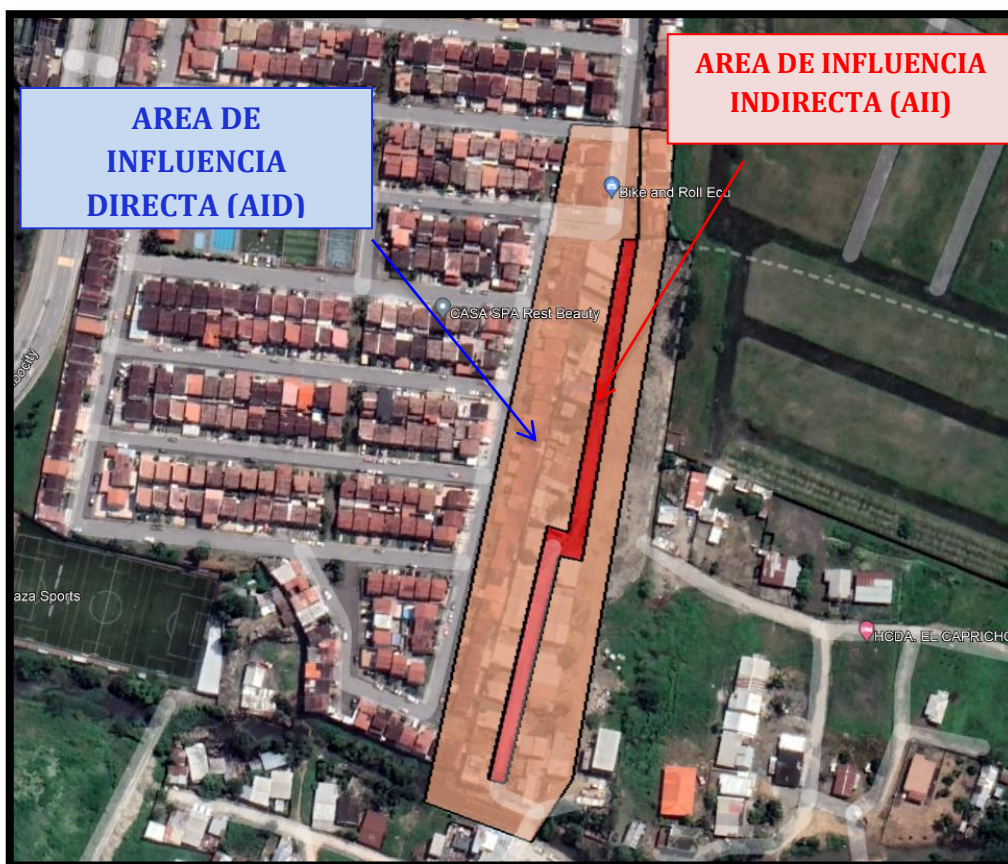 AREA DE
INFLUENCIA
DIRECTA (AID)
AREA DE INFLUENCIA
INDIRECTA (AII)
Bike and Roll Ecu
CASA SPA Rest Beauty
aza Sports
HCDA. EL CAPRICHO